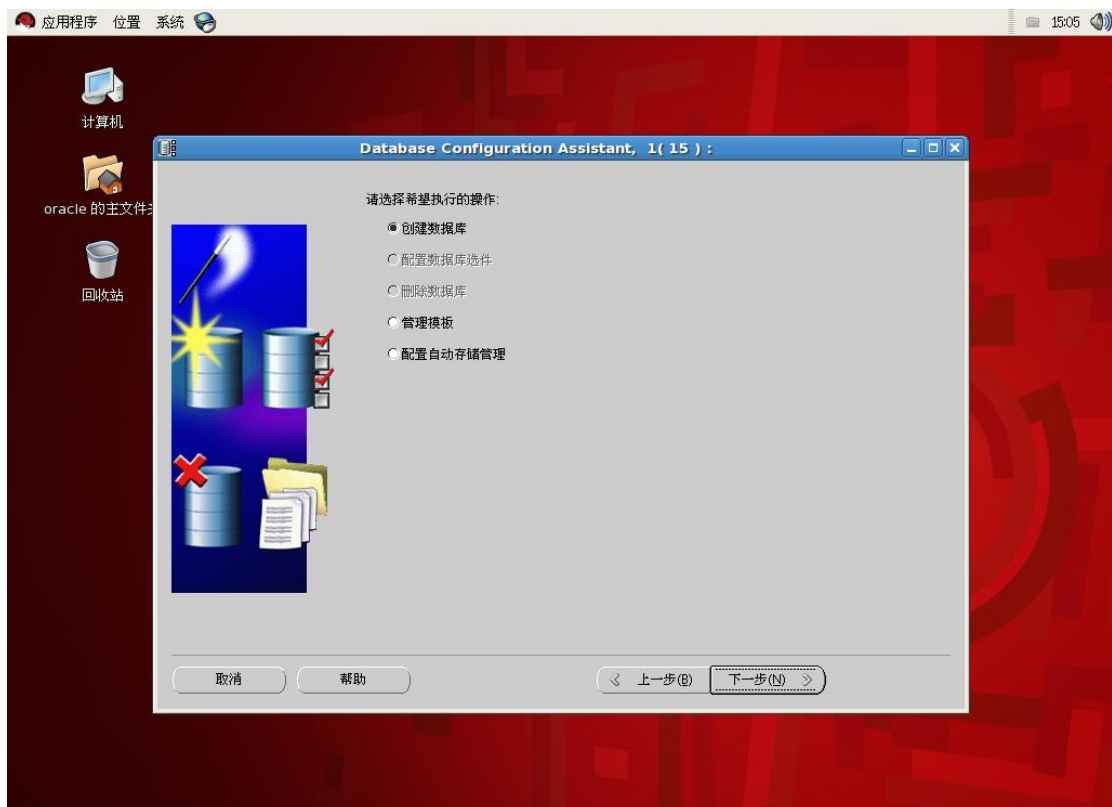 应用程序 位置 系统 15:05
计算机
oracle 的主文件
回收站
Database Configuration Assistant, 1( 15 ) :
请选择希望执行的操作:
创建数据库
配置数据库选件
删除数据库
管理模板
配置自动存储管理
取消 帮助 上一步(B) 下一步(N)